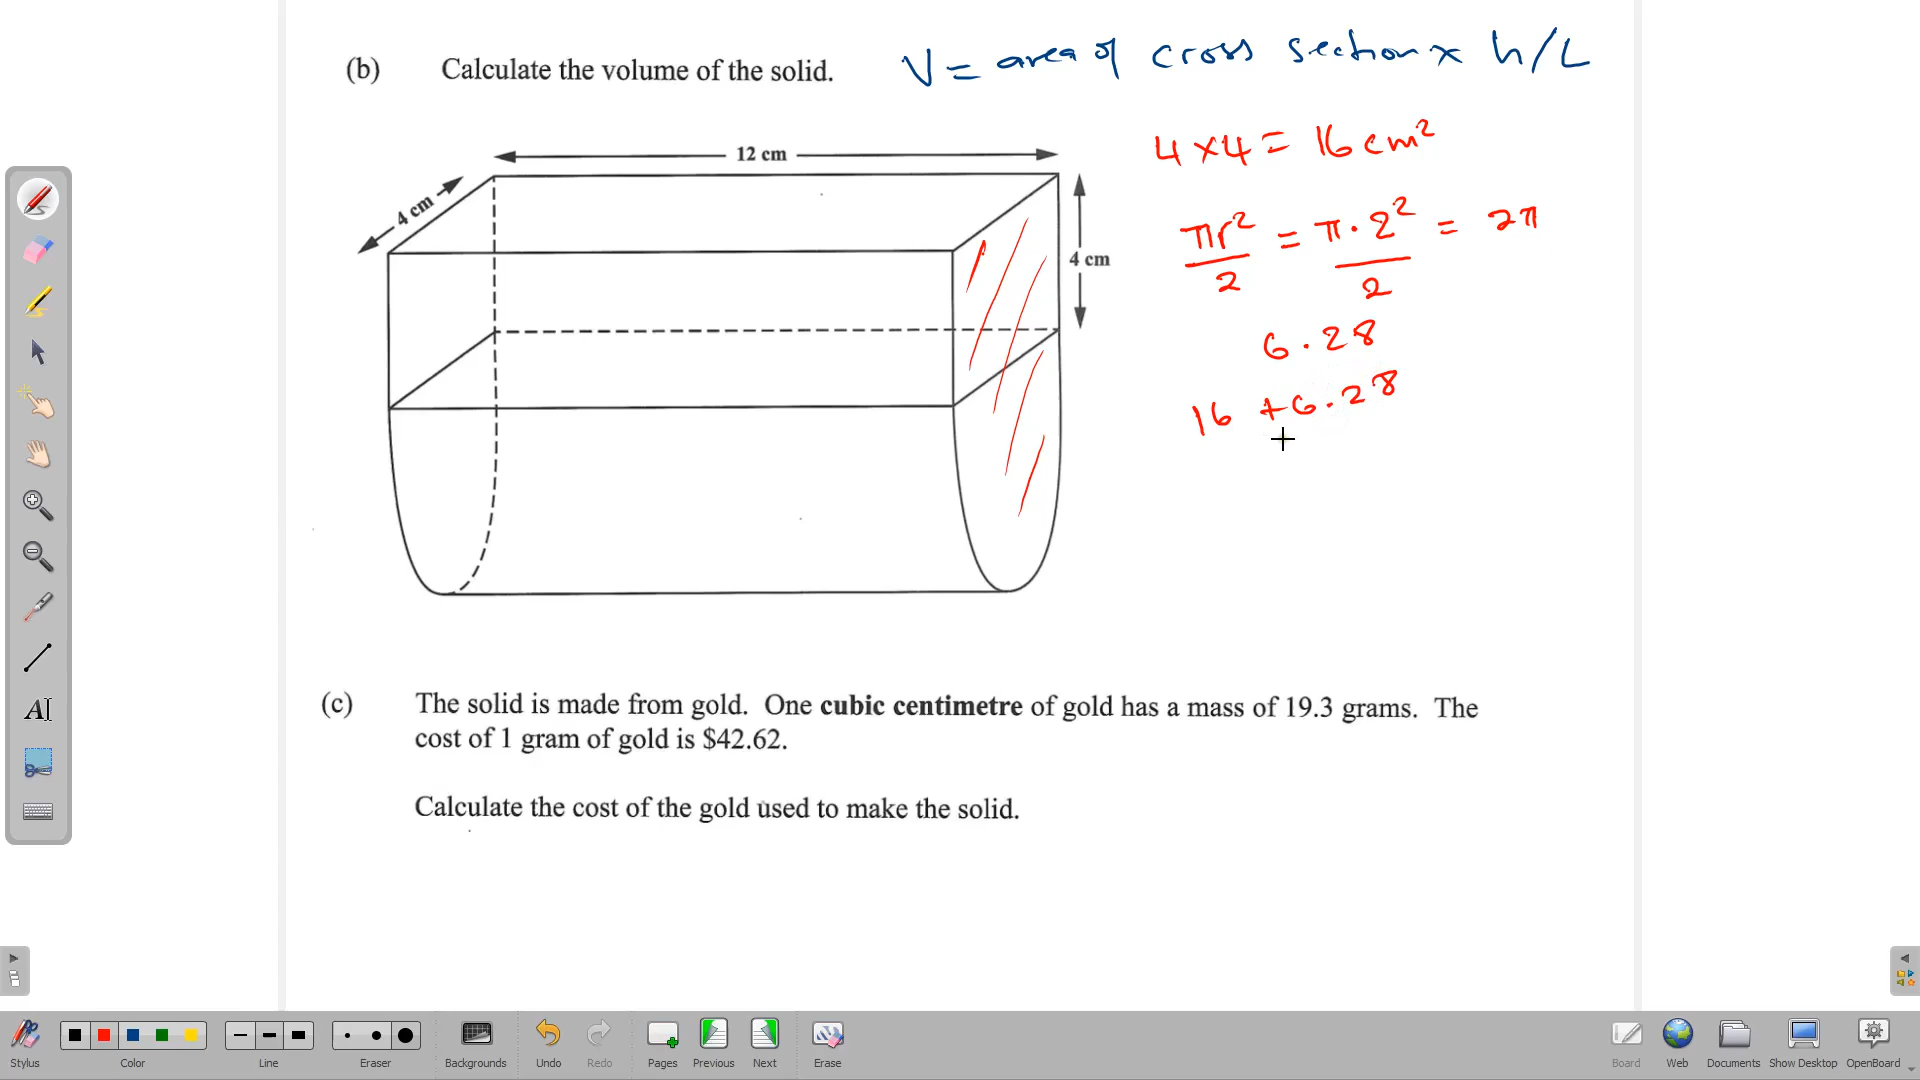 (b) Calculate the volume of the solid. V = area of cross section x h/L
12 cm
4 cm
4 cm
4 x 4 = 16 cm²
πr²/2 = π · 2²/2 = 2π
6.28
16 + 6.28
(c) The solid is made from gold. One cubic centimetre of gold has a mass of 19.3 grams. The
cost of 1 gram of gold is $42.62.
Calculate the cost of the gold used to make the solid.
AI
Stylus Color Line Eraser Backgrounds Undo Redo Pages Previous Next Erase Board Web Documents Show Desktop OpenBoard